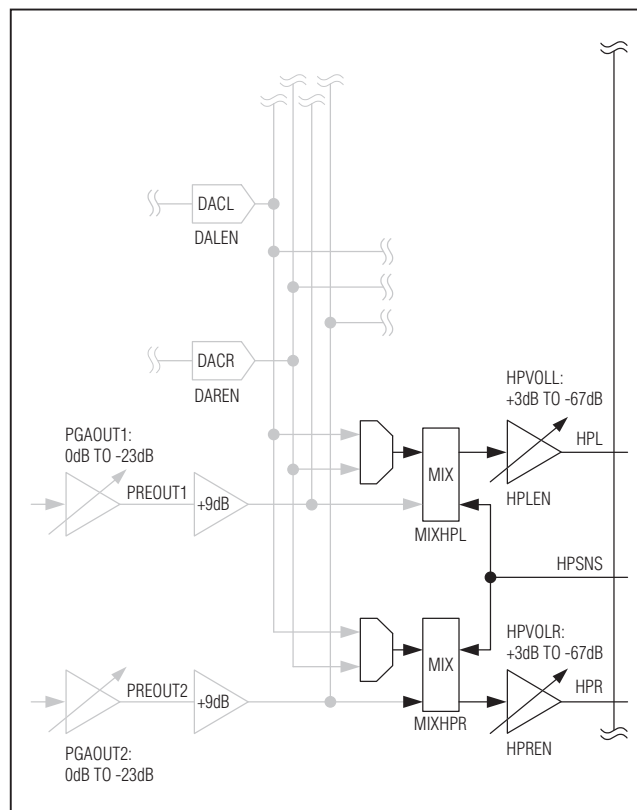 DACL
DALEN
DACR
DAREN
HPVOLL:
+3dB TO -67dB
PGAOUT1:
0dB TO -23dB
HPL
MIX
PREOUT1
+9dB
HPLEN
MIXHPL
HPSNS
HPVOLR:
+3dB TO -67dB
MIX
PREOUT2
+9dB
HPR
MIXHPR
HPREN
PGAOUT2:
0dB TO -23dB